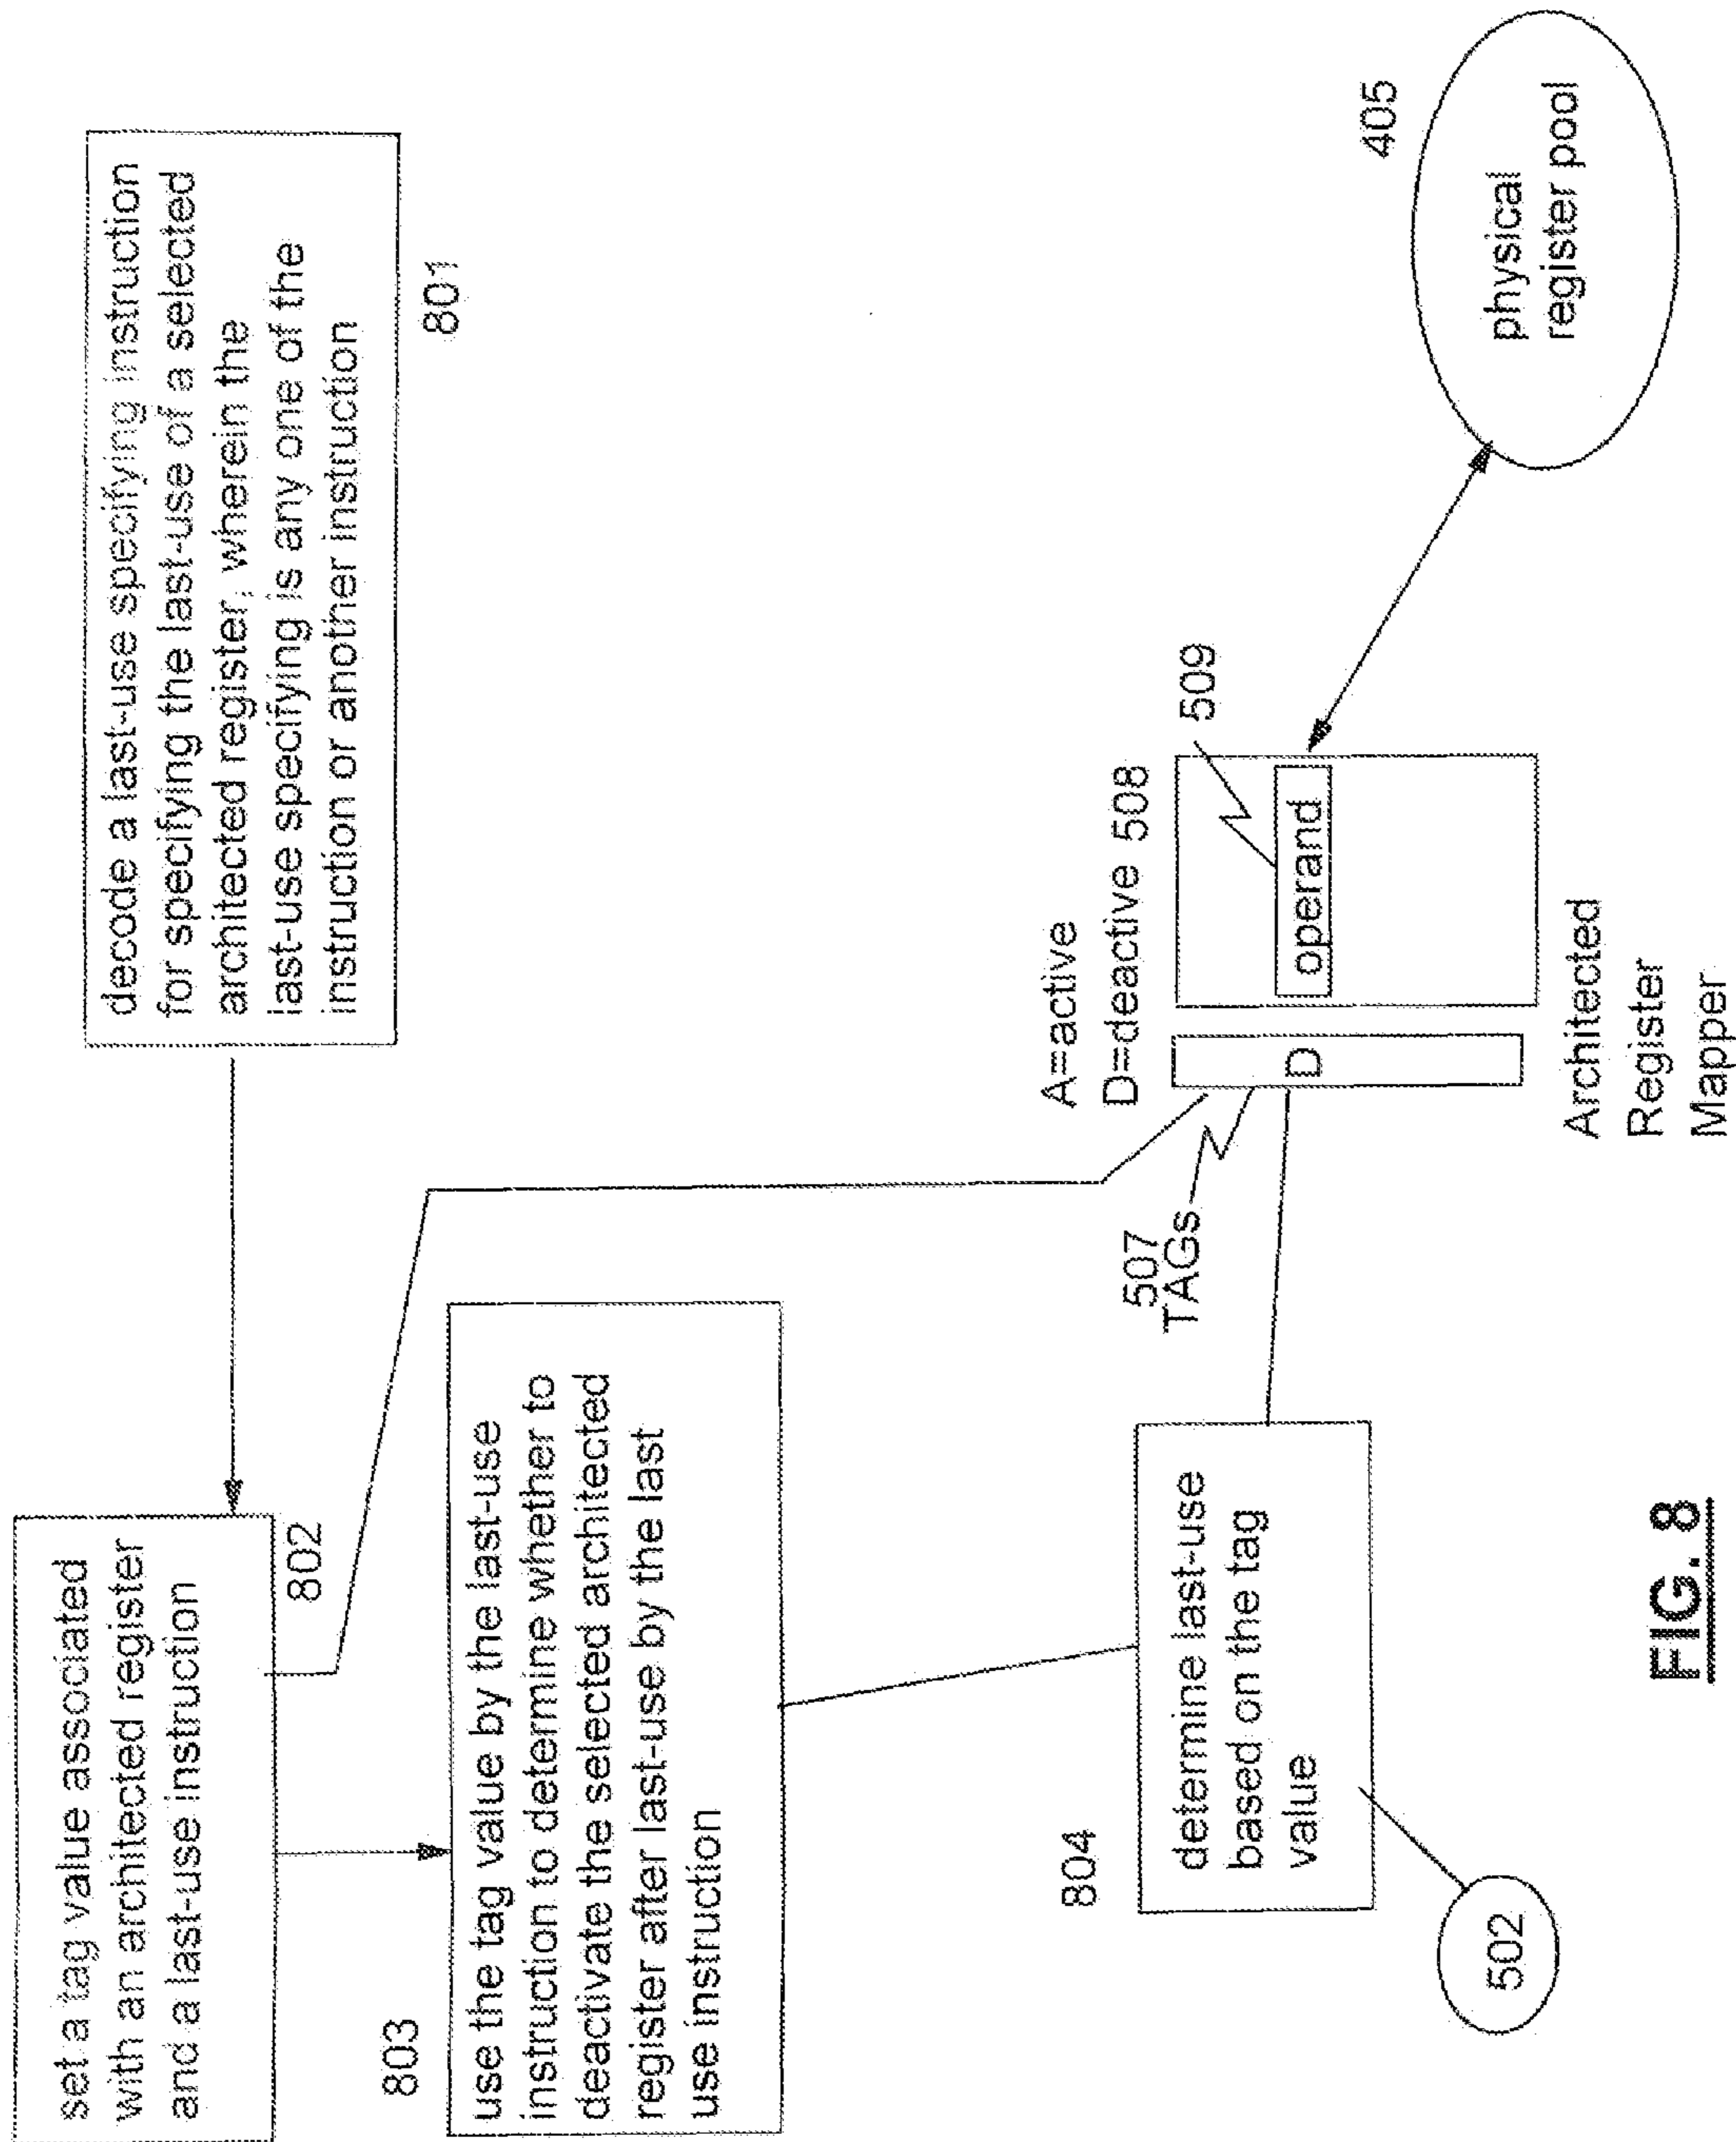 set a tag value associated
with an architected register
and a last-use instruction
802
decode a last-use specifying instruction
for specifying the last-use of a selected
architected register, wherein the
last-use specifying is any one of the
instruction or another instruction
801
803
use the tag value by the last-use
instruction to determine whether to
deactivate the selected architected
register after last-use by the last
use instruction
804
determine last-use
based on the tag
value
502
507
TAGs
A=active
D=deactive 508
D
operand
509
Architected
Register
Mapper
405
physical
register pool
FIG. 8